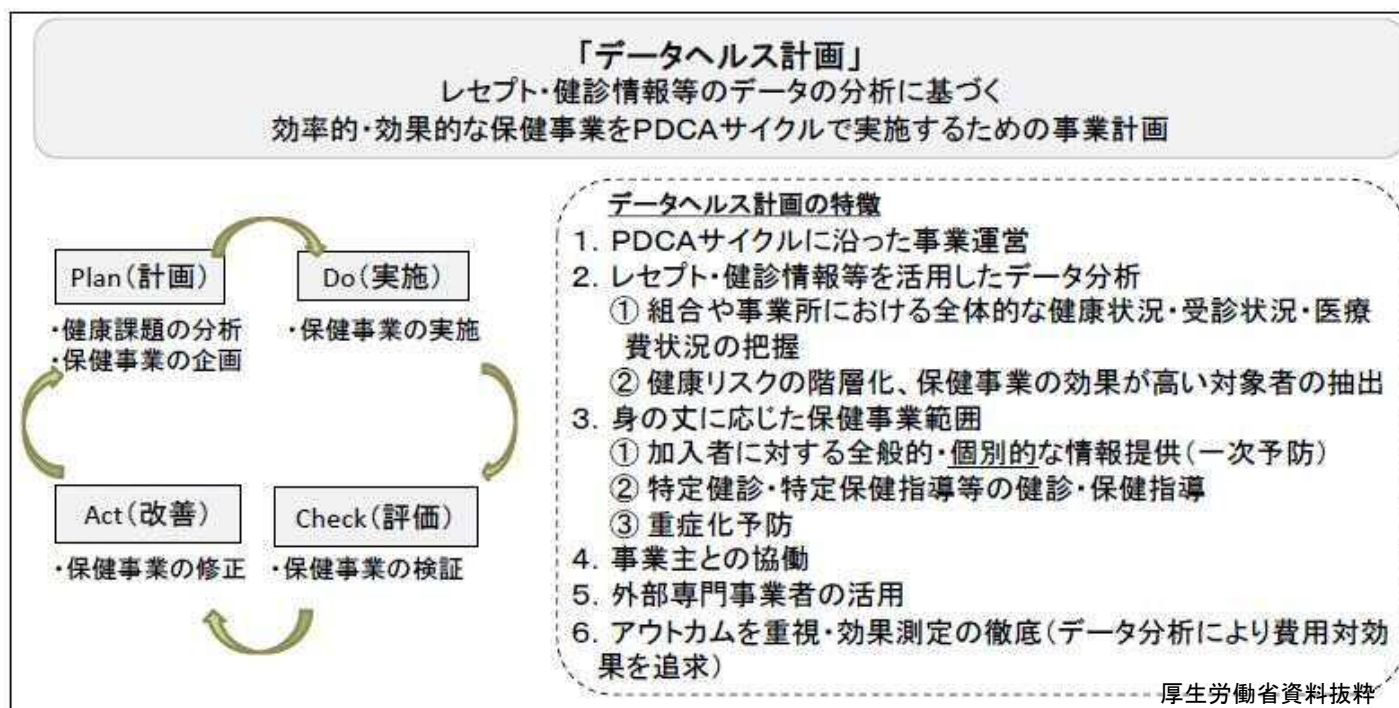 「データヘルス計画」
レセプト・健診情報等のデータの分析に基づく
効率的・効果的な保健事業をPDCAサイクルで実施するための事業計画
Plan(計画)
・健康課題の分析
・保健事業の企画
Do(実施)
・保健事業の実施
Act(改善)
・保健事業の修正
Check(評価)
・保健事業の検証
データヘルス計画の特徴
1. PDCAサイクルに沿った事業運営
2. レセプト・健診情報等を活用したデータ分析
① 組合や事業所における全体的な健康状況・受診状況・医療
費状況の把握
② 健康リスクの階層化、保健事業の効果が高い対象者の抽出
3. 身の丈に応じた保健事業範囲
① 加入者に対する全般的・個別的な情報提供(一次予防)
② 特定健診・特定保健指導等の健診・保健指導
③ 重症化予防
4. 事業主との協働
5. 外部専門事業者の活用
6. アウトカムを重視・効果測定の徹底(データ分析により費用対効
果を追求)
厚生労働省資料抜粋